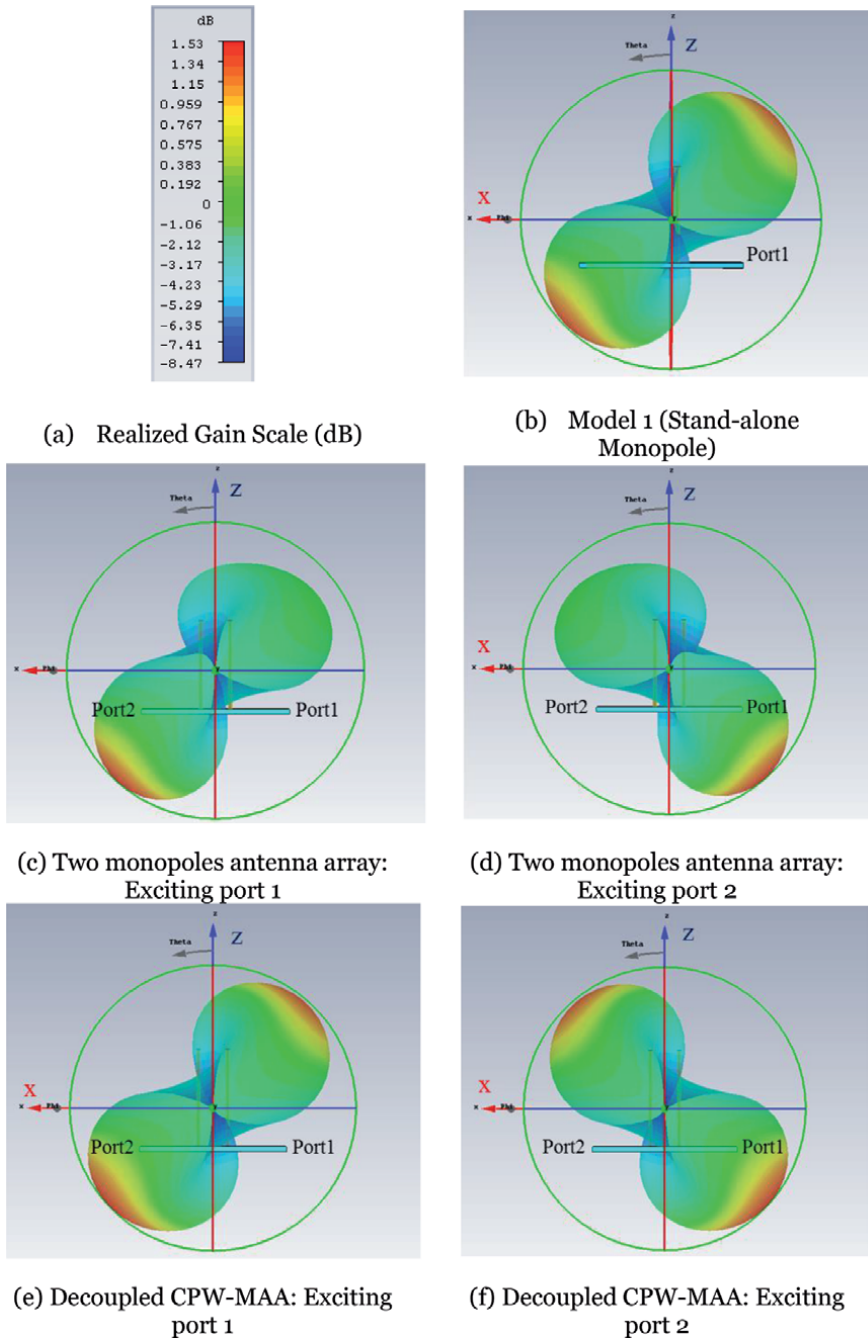 dB
1.53
1.34
1.15
0.959
0.767
0.575
0.383
0.192
0
-1.06
-2.12
-3.17
-4.23
-5.29
-6.35
-7.41
-8.47
(a) Realized Gain Scale (dB)
z
Z
Theta
X
x
Port1
(b) Model 1 (Stand-alone
Monopole)
z
Z
Theta
x
Port2
Port1
(c) Two monopoles antenna array:
Exciting port 1
z
Z
Theta
X
x
Port2
Port1
(d) Two monopoles antenna array:
Exciting port 2
z
Z
Theta
X
x
Port2
Port1
(e) Decoupled CPW-MAA: Exciting
port 1
z
Z
Theta
X
x
Port2
Port1
(f) Decoupled CPW-MAA: Exciting
port 2